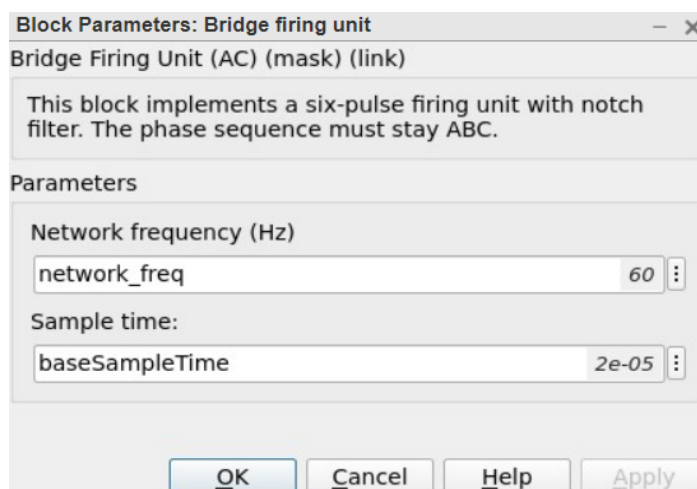 Block Parameters: Bridge firing unit
Bridge Firing Unit (AC) (mask) (link)
This block implements a six-pulse firing unit with notch
filter. The phase sequence must stay ABC.
Parameters
Network frequency (Hz)
network_freq 60
Sample time:
baseSampleTime 2e-05
OK Cancel Help Apply